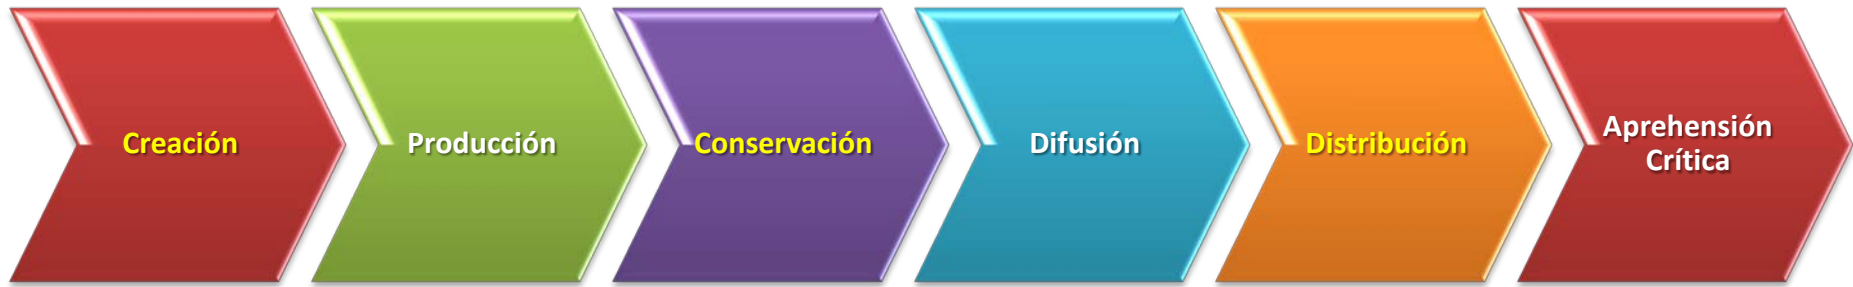 Creación
Producción
Conservación
Difusión
Distribución
Aprehensión
Crítica